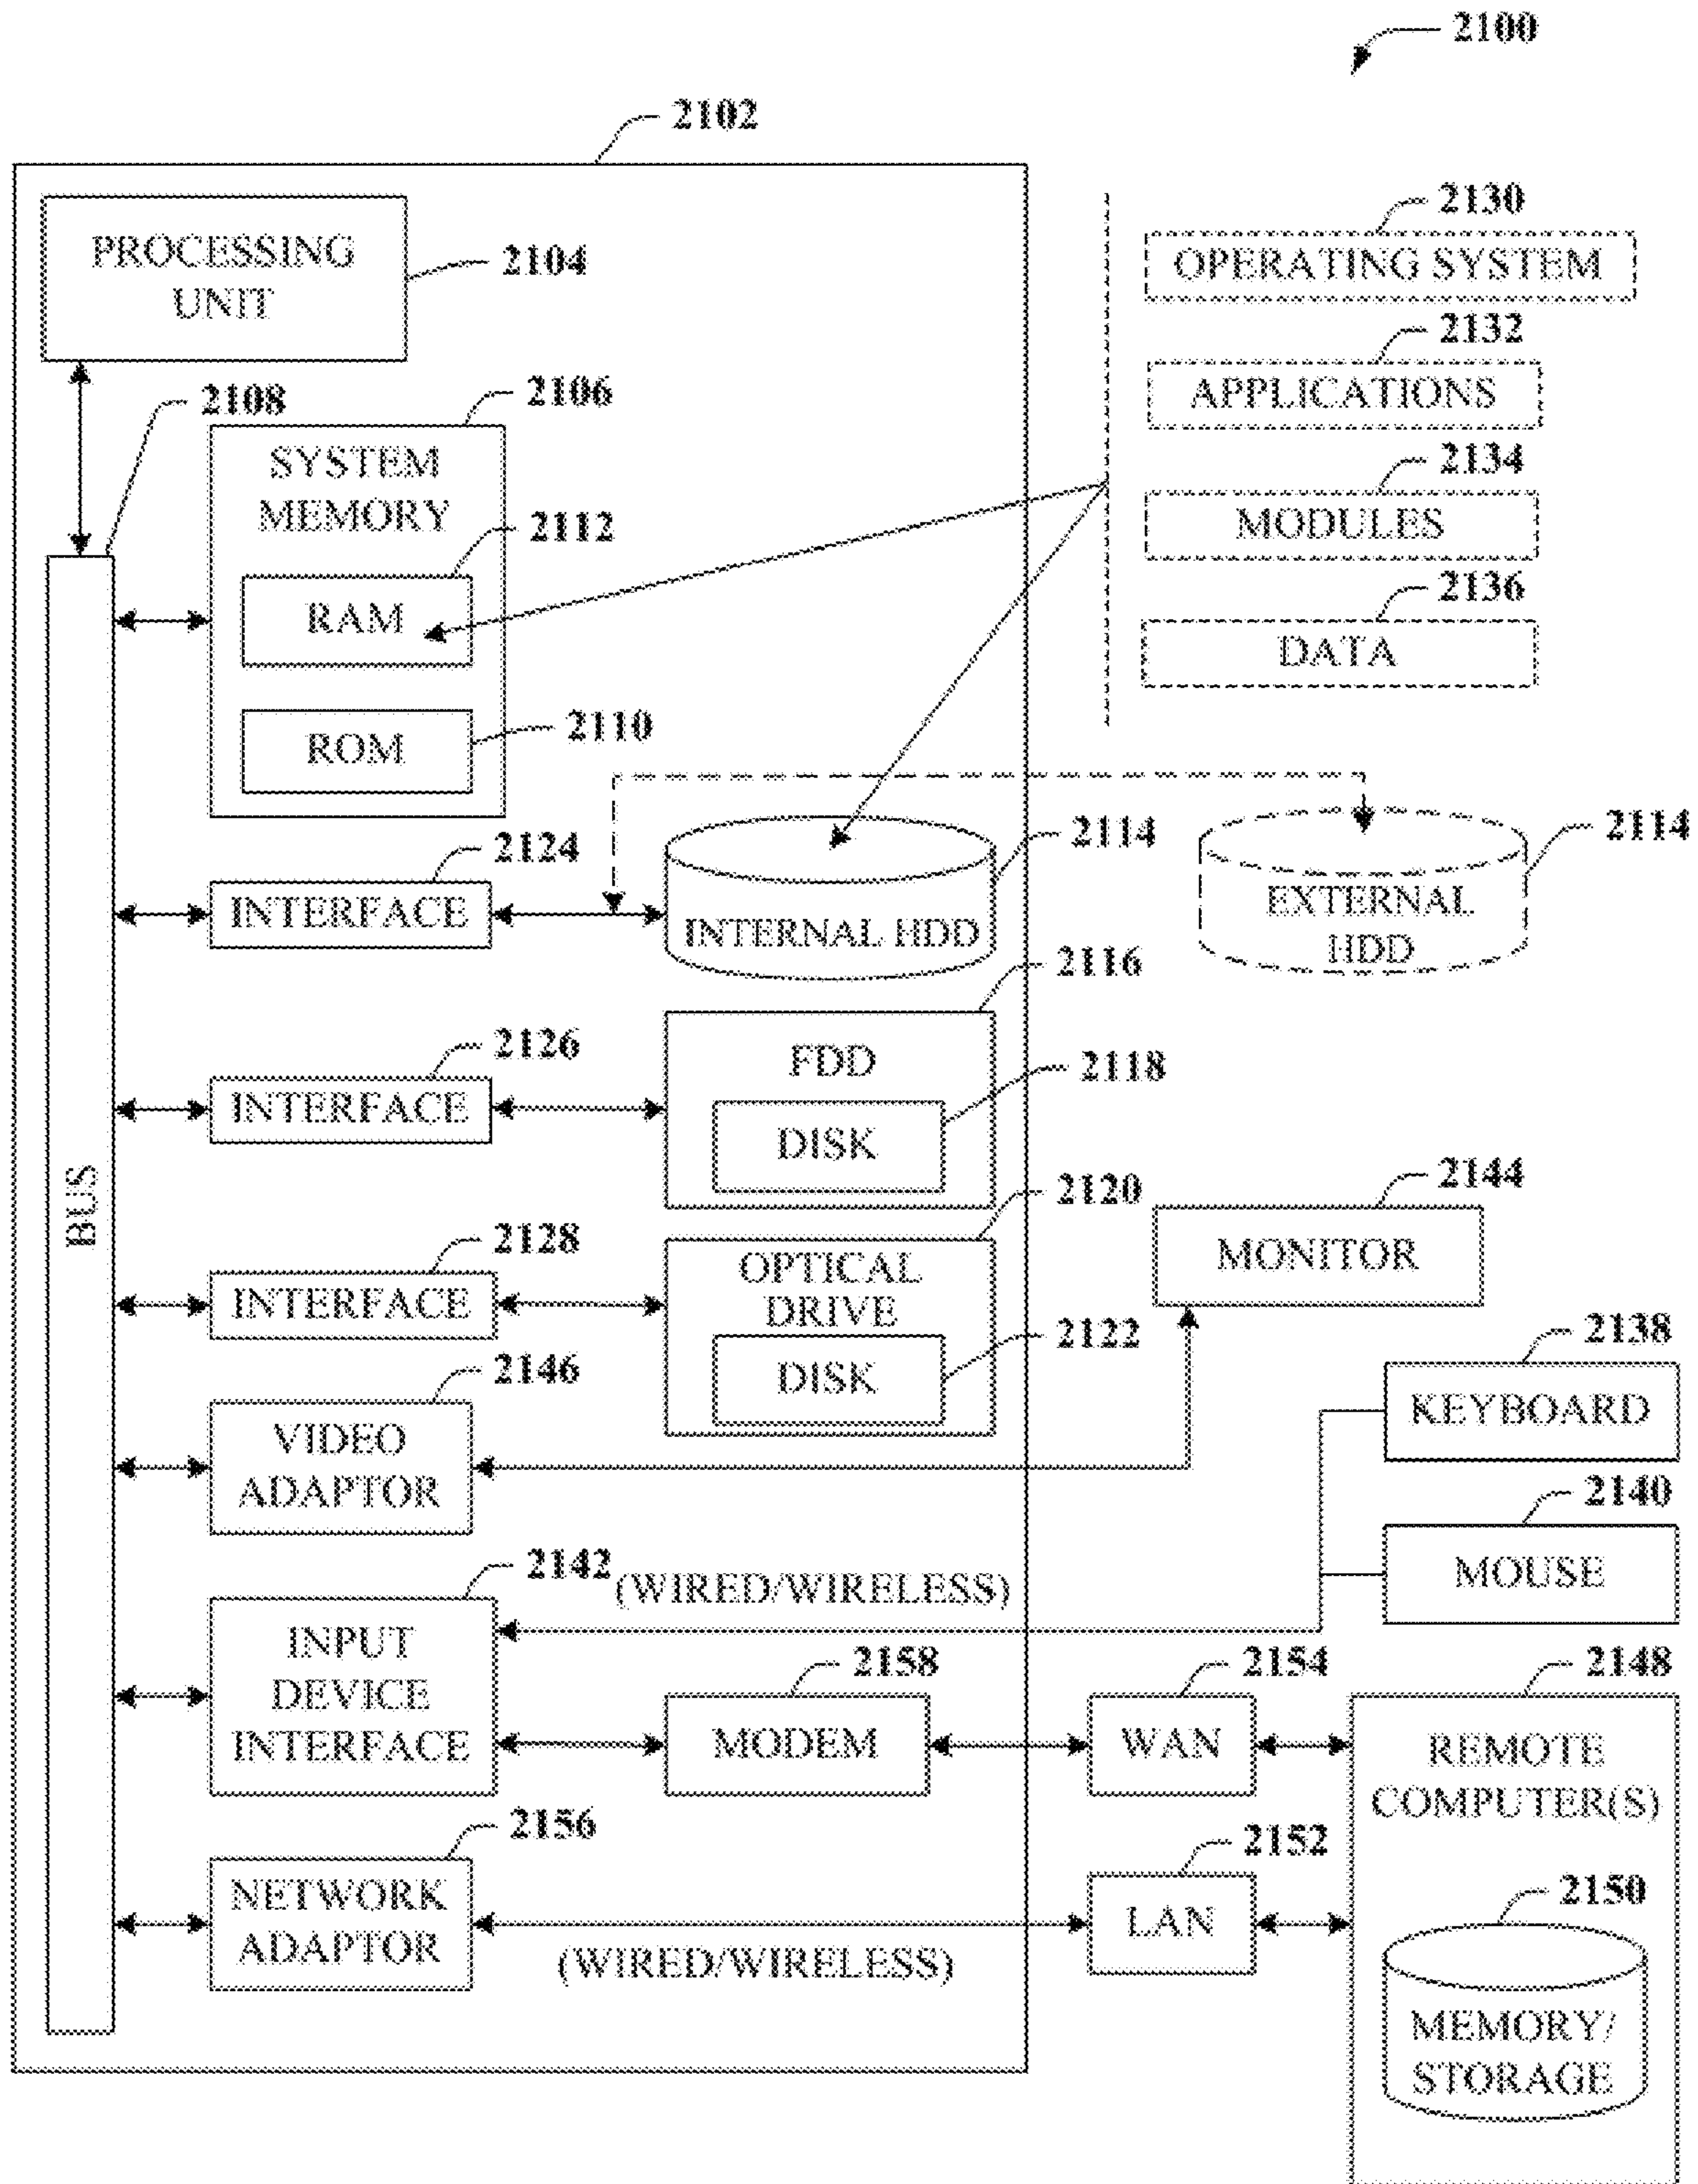 2100
2102
PROCESSING
UNIT
2104
2130
OPERATING SYSTEM
2132
APPLICATIONS
2134
MODULES
2136
DATA
2108
2106
SYSTEM
MEMORY
2112
RAM
2110
ROM
BUS
2124
INTERFACE
2114
INTERNAL HDD
2114
EXTERNAL
HDD
2126
INTERFACE
2116
FDD
2118
DISK
2128
INTERFACE
2120
OPTICAL
DRIVE
2122
DISK
2144
MONITOR
2146
VIDEO
ADAPTOR
2138
KEYBOARD
2140
MOUSE
2142
(WIRED/WIRELESS)
INPUT
DEVICE
INTERFACE
2158
MODEM
2154
WAN
2148
REMOTE
COMPUTER(S)
2156
NETWORK
ADAPTOR
(WIRED/WIRELESS)
2152
LAN
2150
MEMORY/
STORAGE